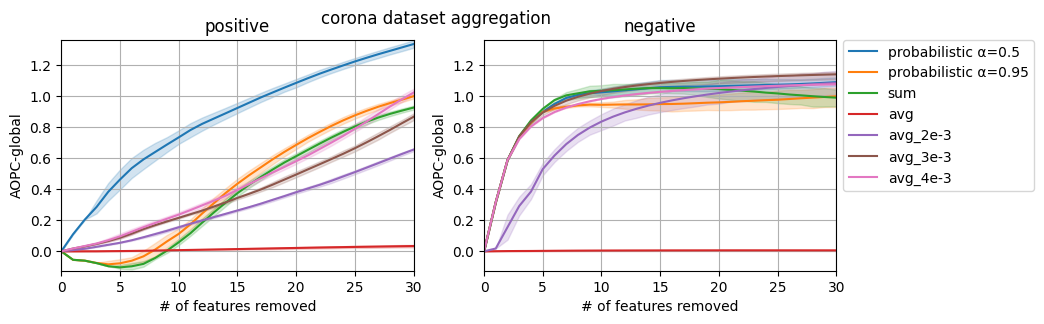 corona dataset aggregation
positive
AOPC-global
1.2
1.0
0.8
0.6
0.4
0.2
0.0
0 5 10 15 20 25 30
# of features removed
negative
AOPC-global
1.2
1.0
0.8
0.6
0.4
0.2
0.0
0 5 10 15 20 25 30
# of features removed
probabilistic α=0.5
probabilistic α=0.95
sum
avg
avg_2e-3
avg_3e-3
avg_4e-3